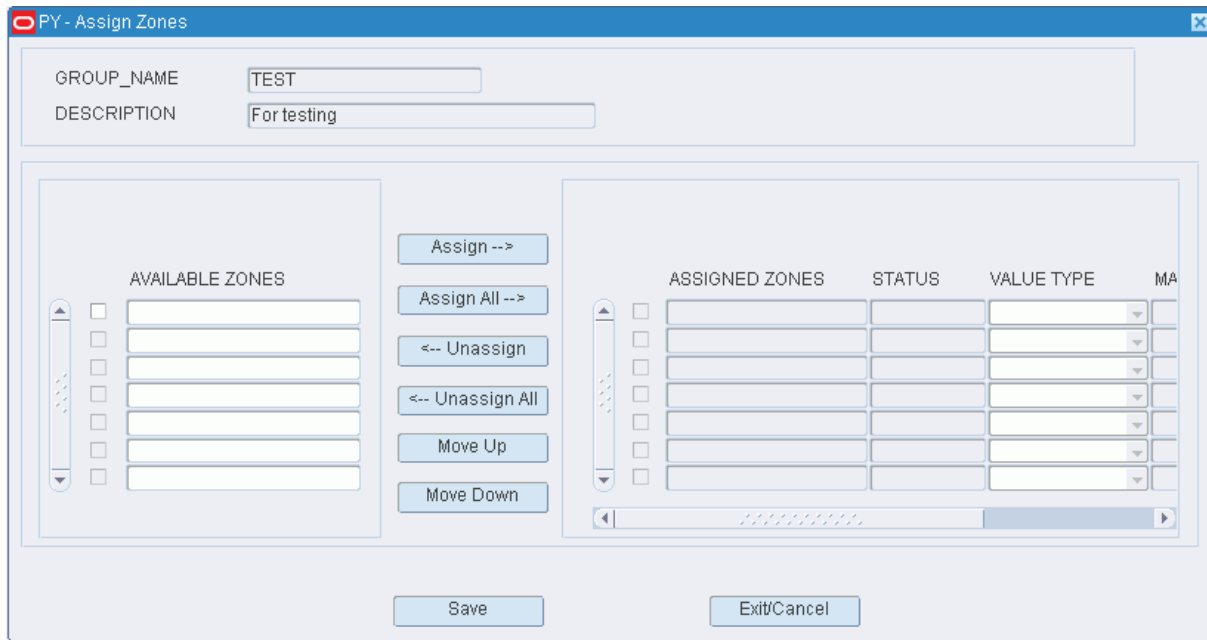 PY - Assign Zones
GROUP_NAME TEST
DESCRIPTION For testing
Assign -->
AVAILABLE ZONES
Assign All -->
<-- Unassign
<-- Unassign All
Move Up
Move Down
ASSIGNED ZONES STATUS VALUE TYPE MA
Save Exit/Cancel